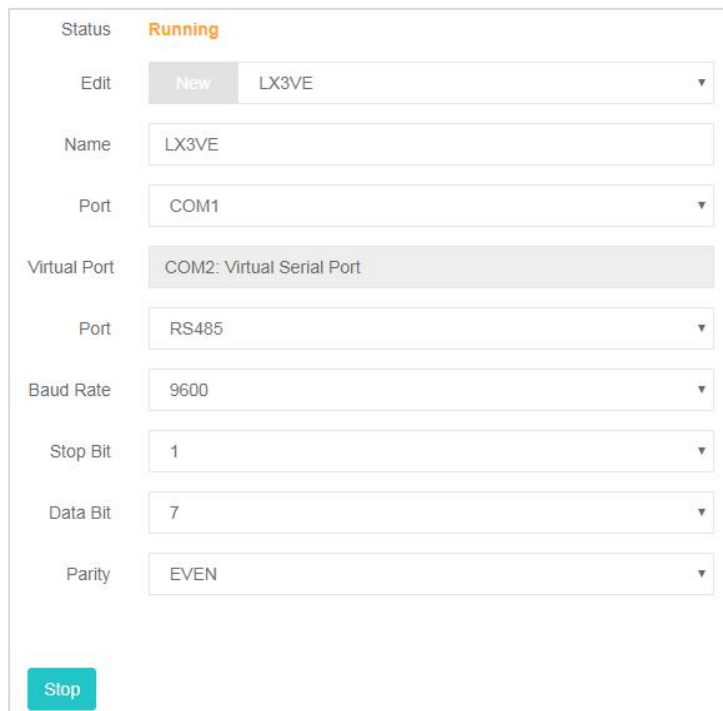 Status Running
Edit New LX3VE
Name LX3VE
Port COM1
Virtual Port COM2: Virtual Serial Port
Port RS485
Baud Rate 9600
Stop Bit 1
Data Bit 7
Parity EVEN
Stop